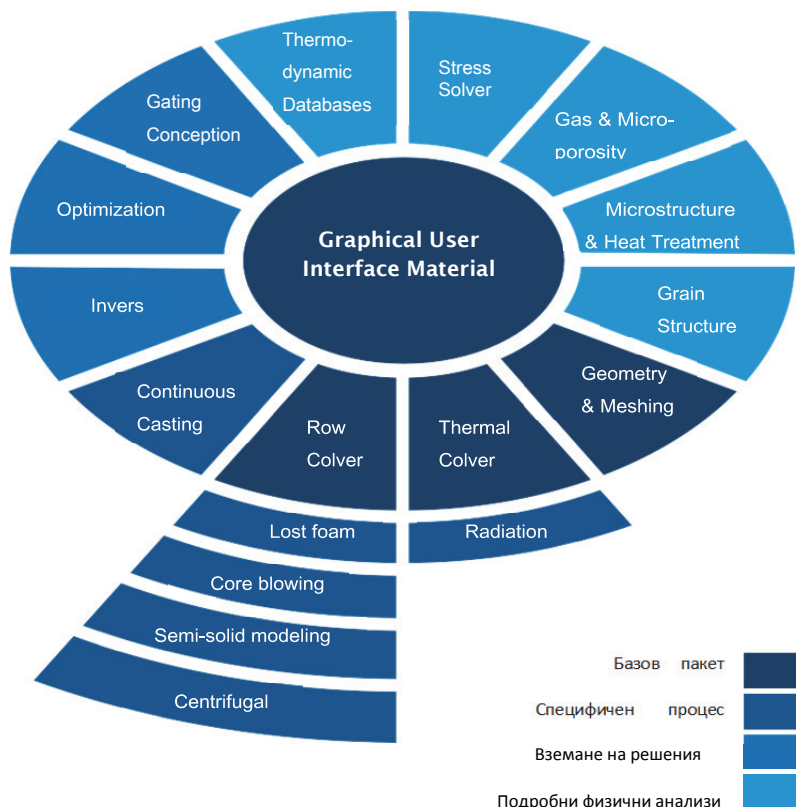 Thermo-
dynamic
Databases
Stress
Solver
Gas & Micro-
porosity
Microstructure
& Heat Treatment
Grain
Structure
Geometry
& Meshing
Thermal
Colver
Row
Colver
Continuous
Casting
Invers
Optimization
Gating
Conception
Graphical User
Interface Material
Lost foam
Radiation
Core blowing
Semi-solid modeling
Centrifugal
Базов пакет
Специфичен процес
Вземане на решения
Подробни физични анализи